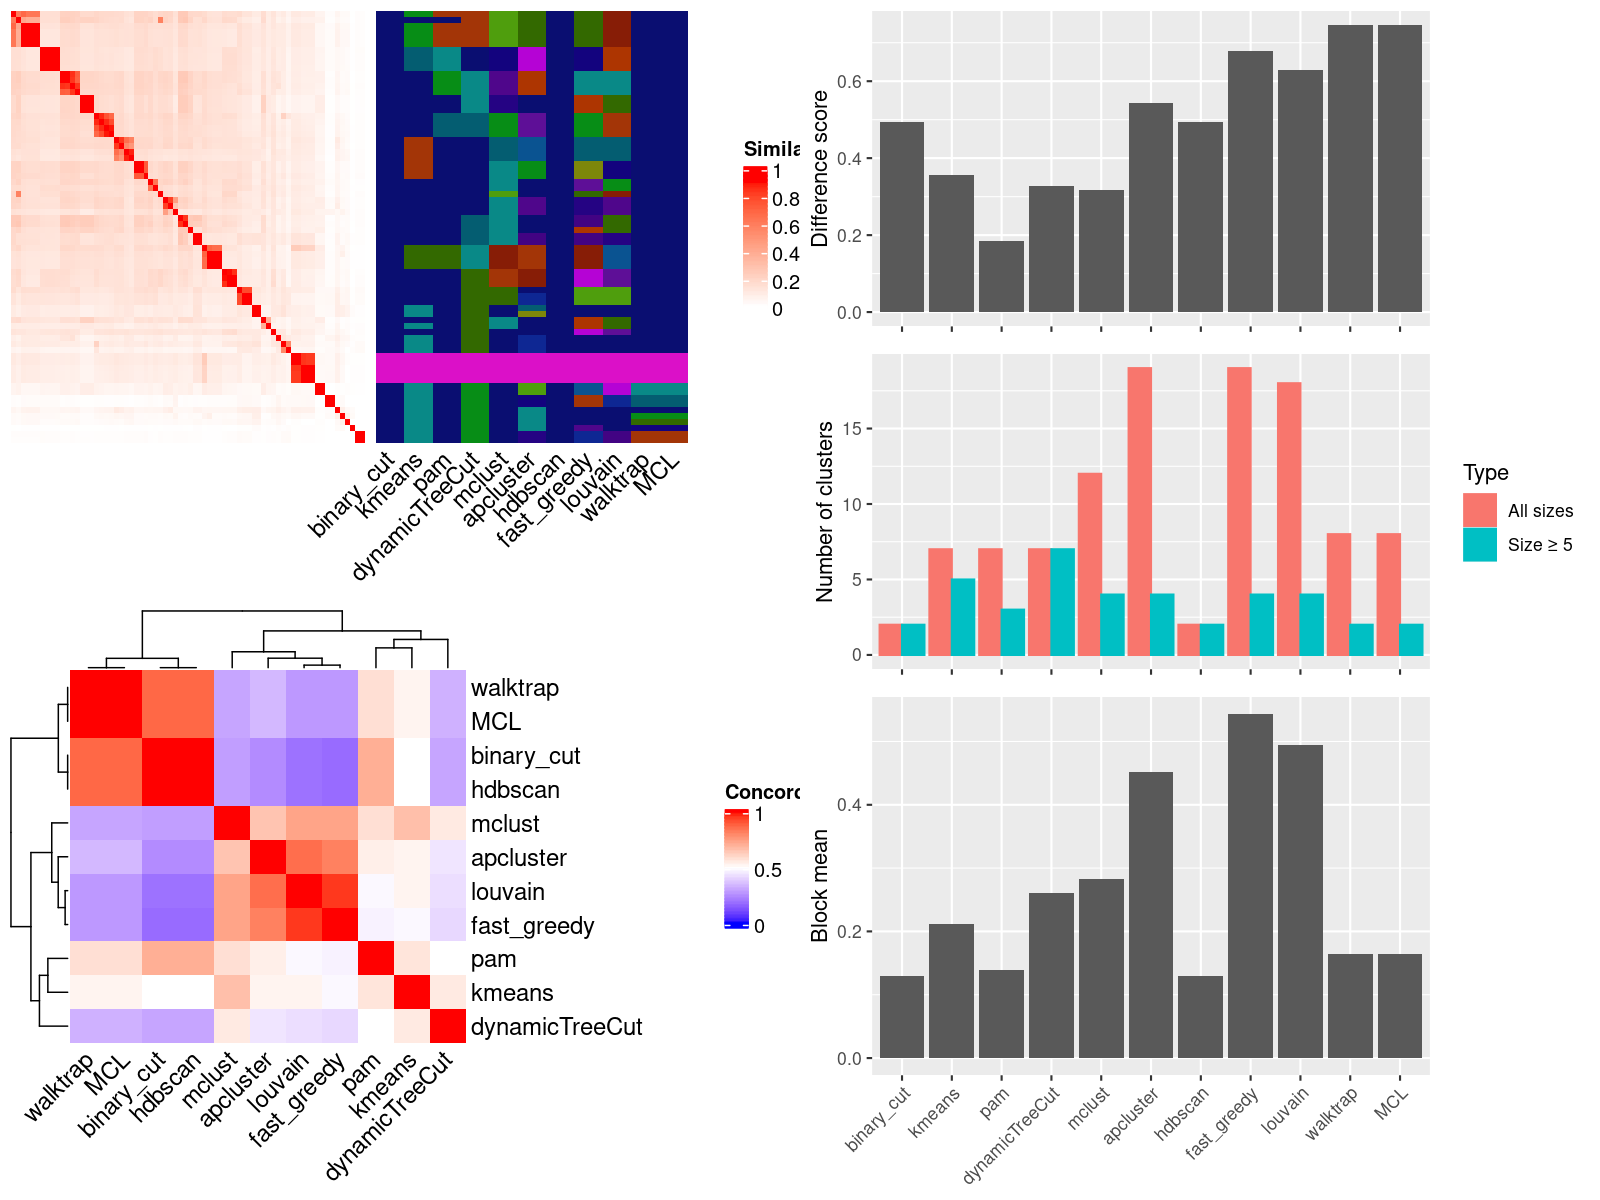 Simila
1
0.8
0.6
0.4
0.2
0
binary_cut
kmeans
pam
dynamicTreeCut
mclust
apcluster
hdbscan
fast_greedy
louvain
walktrap
MCL
walktrap
MCL
binary_cut
hdbscan
mclust
apcluster
louvain
fast_greedy
pam
kmeans
dynamicTreeCut
walktrap
MCL
binary_cut
hdbscan
mclust
apcluster
louvain
fast_greedy
pam
kmeans
dynamicTreeCut
Concord
1
0.5
0
Difference score
0.6
0.4
0.2
0.0
Number of clusters
15
10
5
0
Type
All sizes
Size ≥ 5
Block mean
0.4
0.2
0.0
binary_cut
kmeans
pam
dynamicTreeCut
mclust
apcluster
hdbscan
fast_greedy
louvain
walktrap
MCL